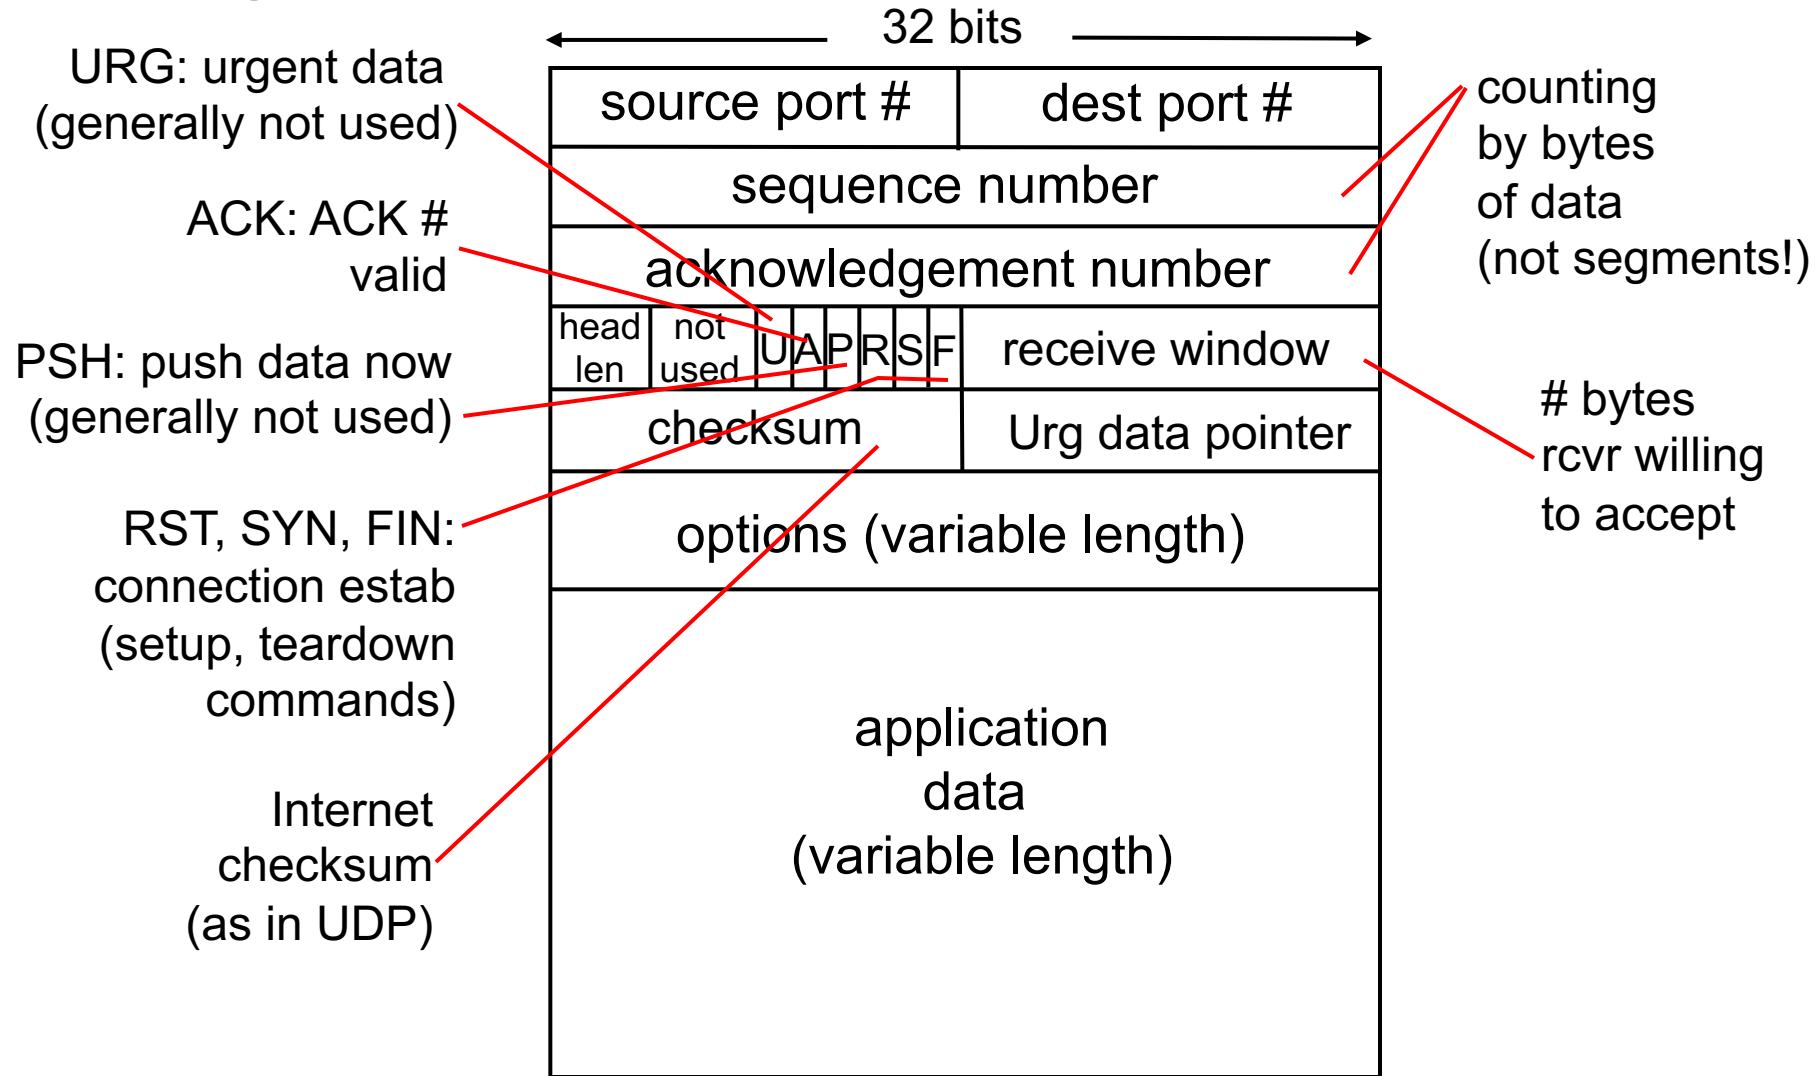 32 bits
URG: urgent data
(generally not used)
ACK: ACK #
valid
PSH: push data now
(generally not used)
RST, SYN, FIN:
connection estab
(setup, teardown
commands)
Internet
checksum
(as in UDP)
source port #
dest port #
sequence number
acknowledgement number
head
len
not
used
U
A
P
R
S
F
receive window
checksum
Urg data pointer
options (variable length)
application
data
(variable length)
counting
by bytes
of data
(not segments!)
# bytes
rcvr willing
to accept